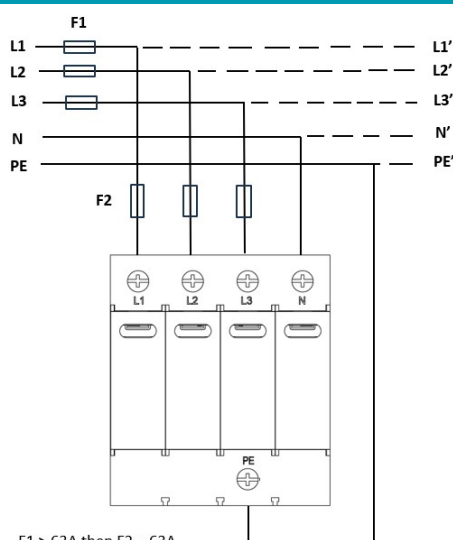 F1
L1 L1’
L2 L2’
L3 L3’
N N’
PE PE’
F2
L1 L2 L3 N
PE
F1 > 63A then F2 = 63A